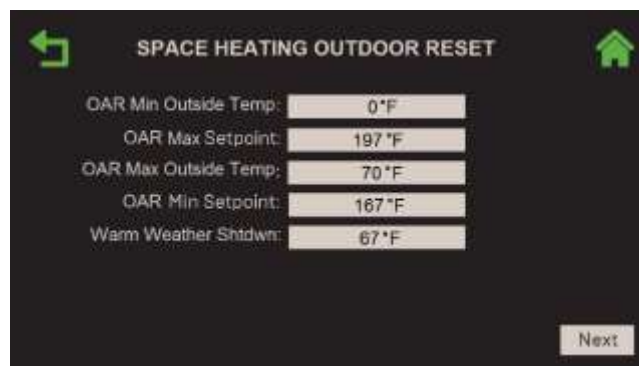 SPACE HEATING OUTDOOR RESET
OAR Min Outside Temp: 0°F
OAR Max Setpoint: 197 °F
OAR Max Outside Temp: 70°F
OAR Min Setpoint: 167°F
Warm Weather Shtdwn: 67°F
Next